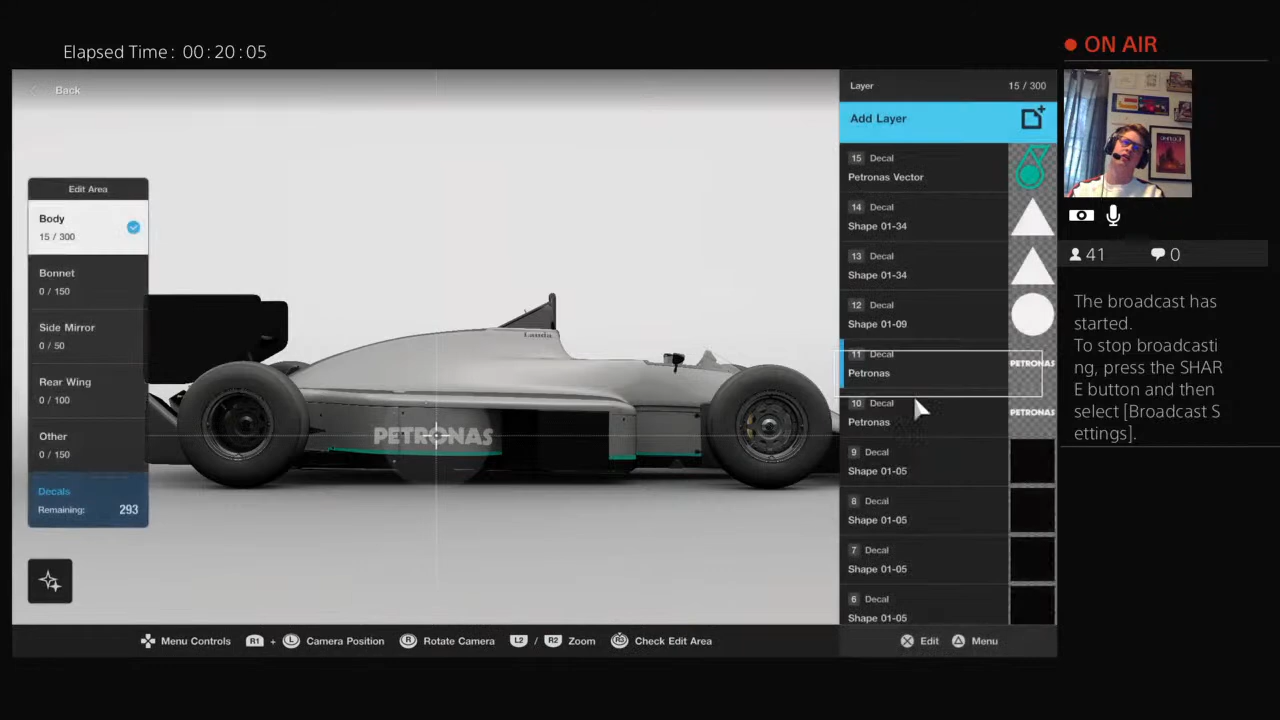 Elapsed Time: 00:20:05
ON AIR
Back
Layer 15 / 300
Add Layer
Edit Area
Body
15 / 300
Bonnet
0 / 150
Side Mirror
0 / 50
Rear Wing
0 / 100
Other
0 / 150
Decals
Remaining: 293
Landa
PETRONAS
15 Decal
Petronas Vector
14 Decal
Shape 01-34
13 Decal
Shape 01-34
12 Decal
Shape 01-09
11 Decal
Petronas
PETRONAS
10 Decal
Petronas
PETRONAS
9 Decal
Shape 01-05
8 Decal
Shape 01-05
7 Decal
Shape 01-05
6 Decal
Shape 01-05
41 0
The broadcast has
started.
To stop broadcasti
ng, press the SHAR
E button and then
select [Broadcast S
ettings].
Menu Controls R1 + L Camera Position R Rotate Camera L2 / R2 Zoom R3 Check Edit Area Edit Menu